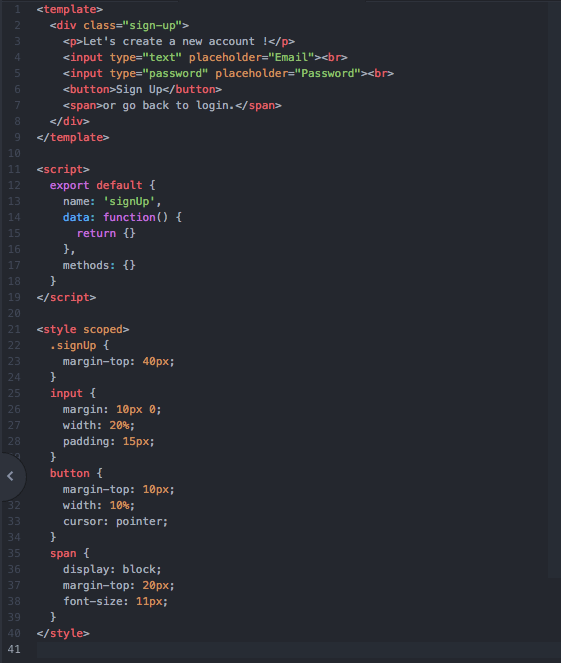 1 <template>
2   <div class="sign-up">
3     <p>Let's create a new account !</p>
4     <input type="text" placeholder="Email"><br>
5     <input type="password" placeholder="Password"><br>
6     <button>Sign Up</button>
7     <span>or go back to login.</span>
8   </div>
9 </template>
10
11 <script>
12   export default {
13     name: 'signUp',
14     data: function() {
15       return {}
16     },
17     methods: {}
18   }
19 </script>
20
21 <style scoped>
22   .signUp {
23     margin-top: 40px;
24   }
25   input {
26     margin: 10px 0;
27     width: 20%;
28     padding: 15px;
  }
  button {
    margin-top: 10px;
32     width: 10%;
33     cursor: pointer;
34   }
35   span {
36     display: block;
37     margin-top: 20px;
38     font-size: 11px;
39   }
40 </style>
41